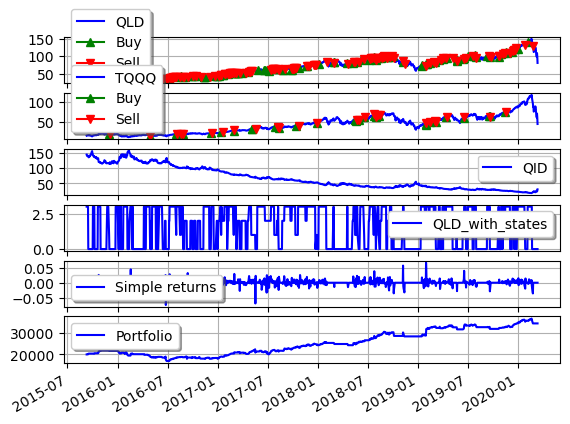 QLD
Buy
Sell
150
100
50
TQQQ
Buy
Sell
100
50
QID
150
100
50
QLD_with_states
2.5
0.0
Simple returns
0.05
0.00
−0.05
Portfolio
30000
20000
2015-07
2016-01
2016-07
2017-01
2017-07
2018-01
2018-07
2019-01
2019-07
2020-01